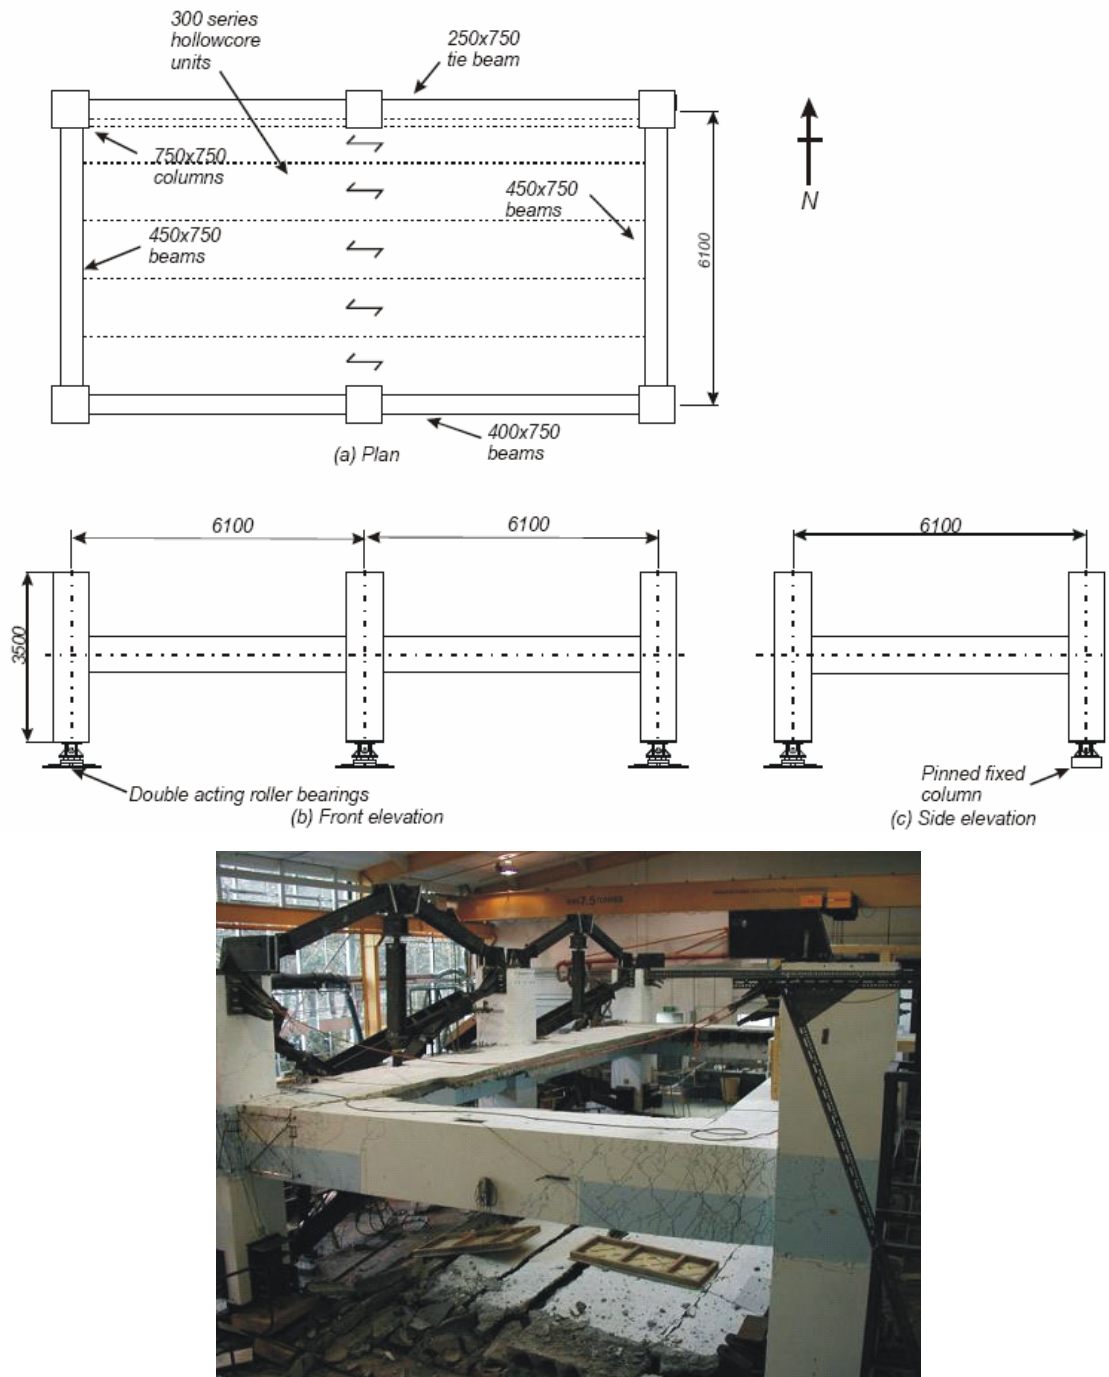 300 series
hollowcore
units
250x750
tie beam
750x750
columns
450x750
beams
450x750
beams
6100
N
400x750
beams
(a) Plan
6100
6100
6100
3500
Double acting roller bearings
(b) Front elevation
Pinned fixed
column
(c) Side elevation